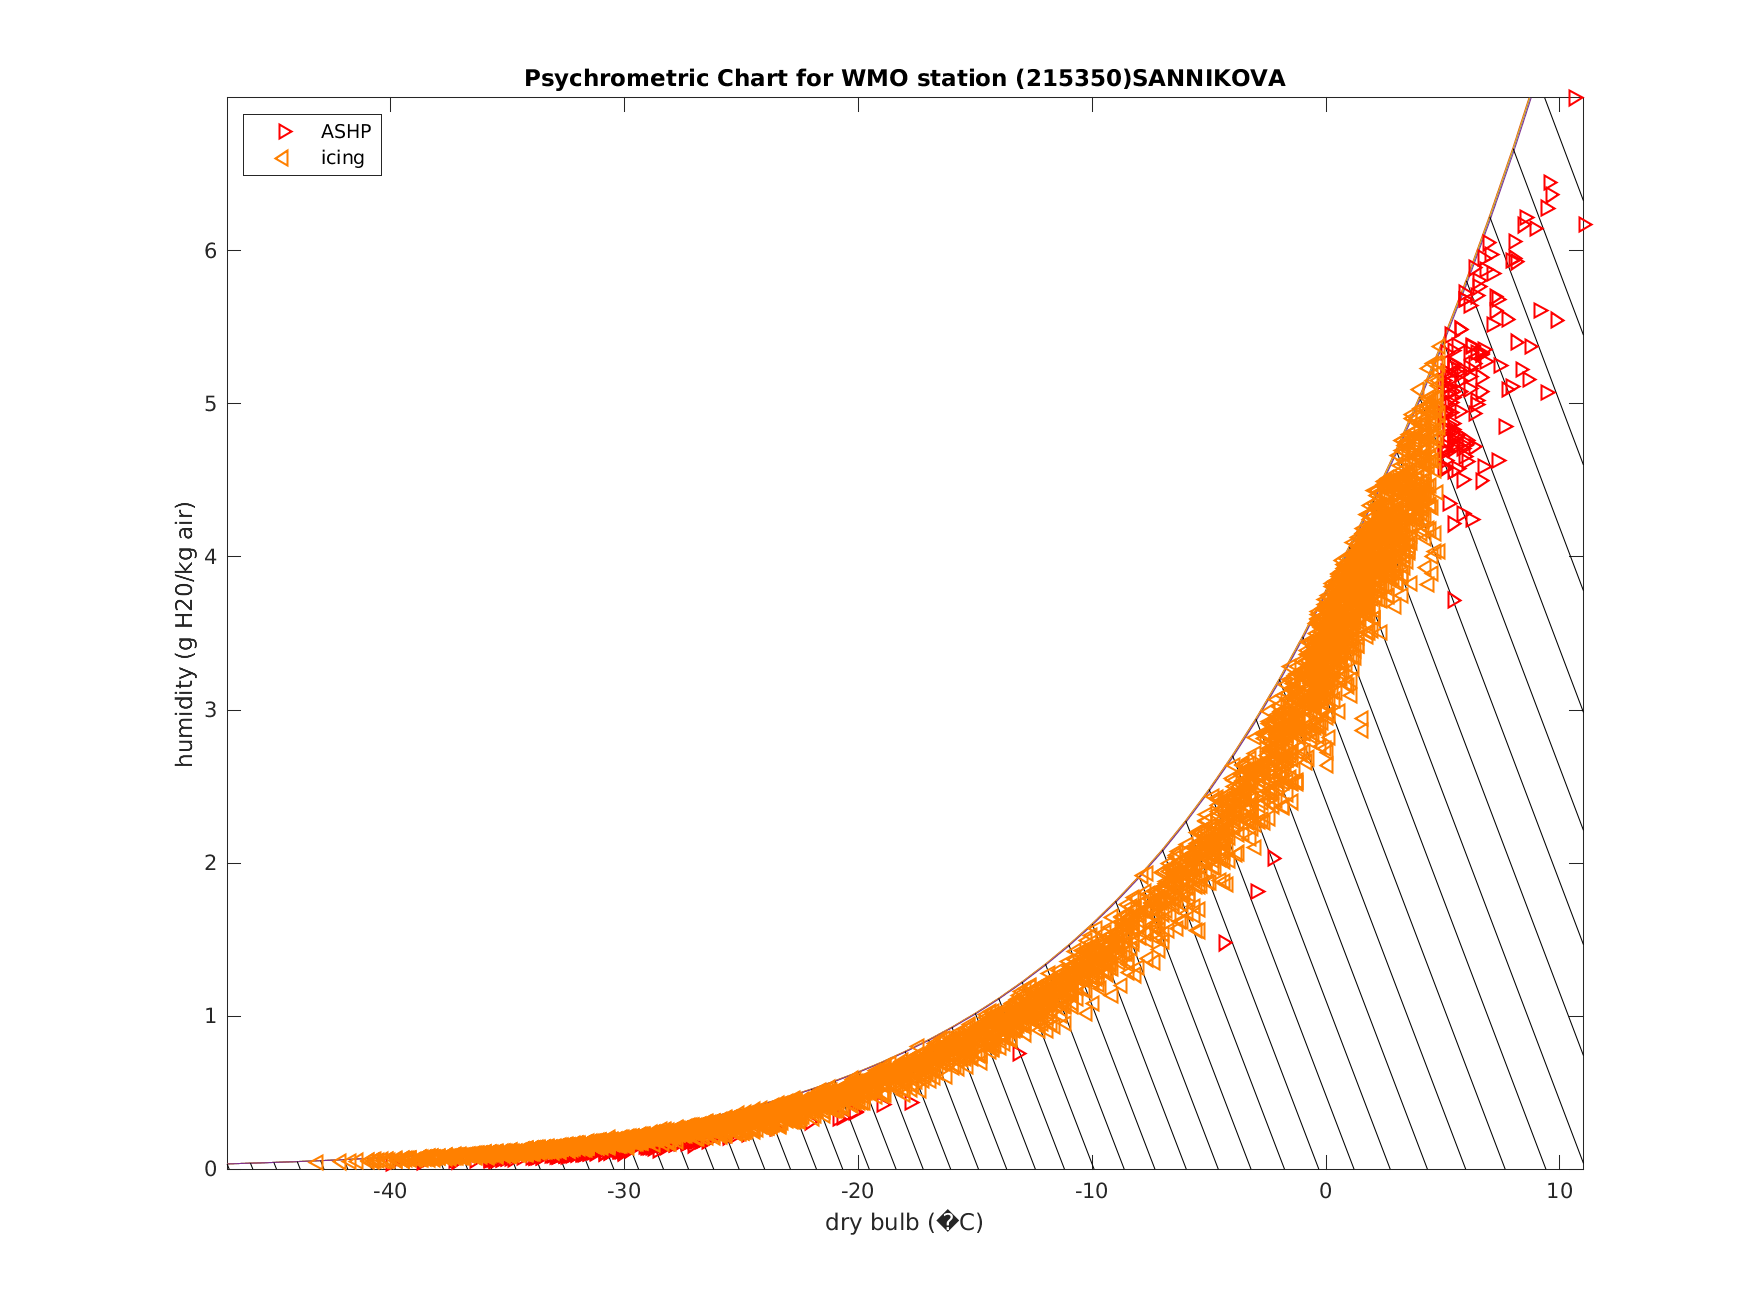 Psychrometric Chart for WMO station (215350)SANNIKOVA
ASHP
icing
humidity (g H20/kg air)
6
5
4
3
2
1
0
-40
-30
-20
-10
0
10
dry bulb (�C)